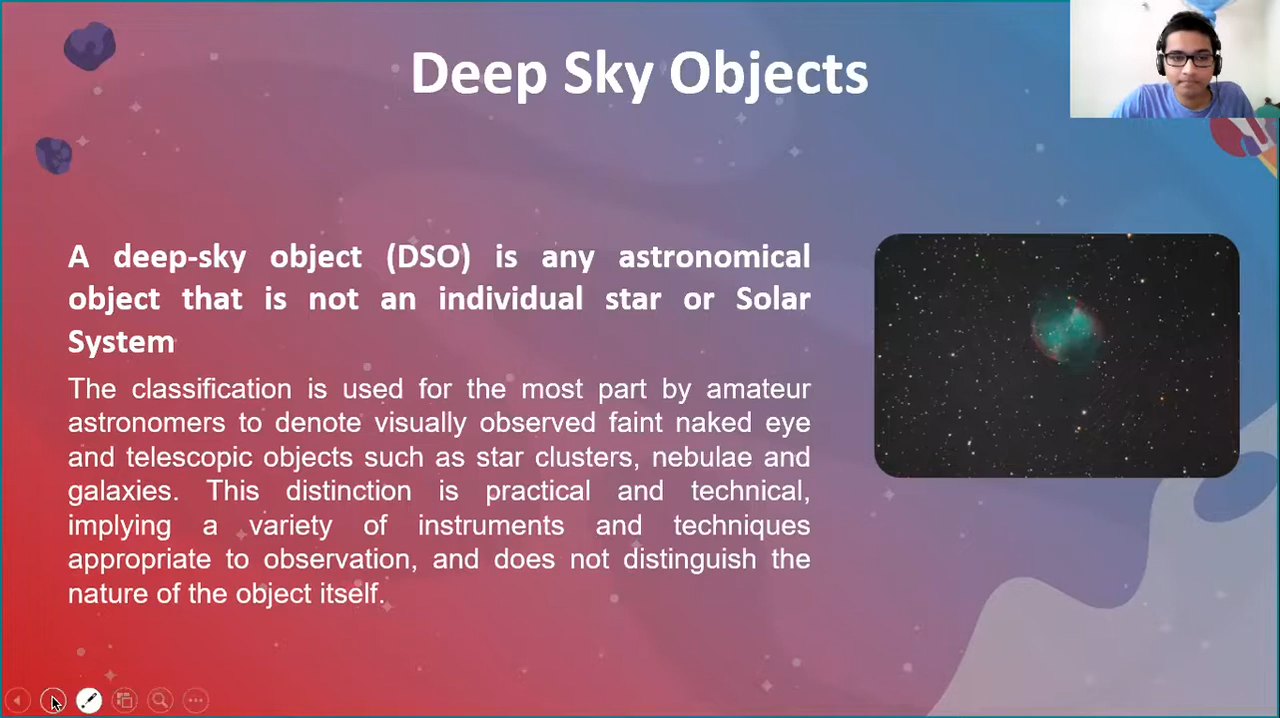 Deep Sky Objects
A deep-sky object (DSO) is any astronomical
object that is not an individual star or Solar
System
The classification is used for the most part by amateur
astronomers to denote visually observed faint naked eye
and telescopic objects such as star clusters, nebulae and
galaxies. This distinction is practical and technical,
implying a variety of instruments and techniques
appropriate to observation, and does not distinguish the
nature of the object itself.